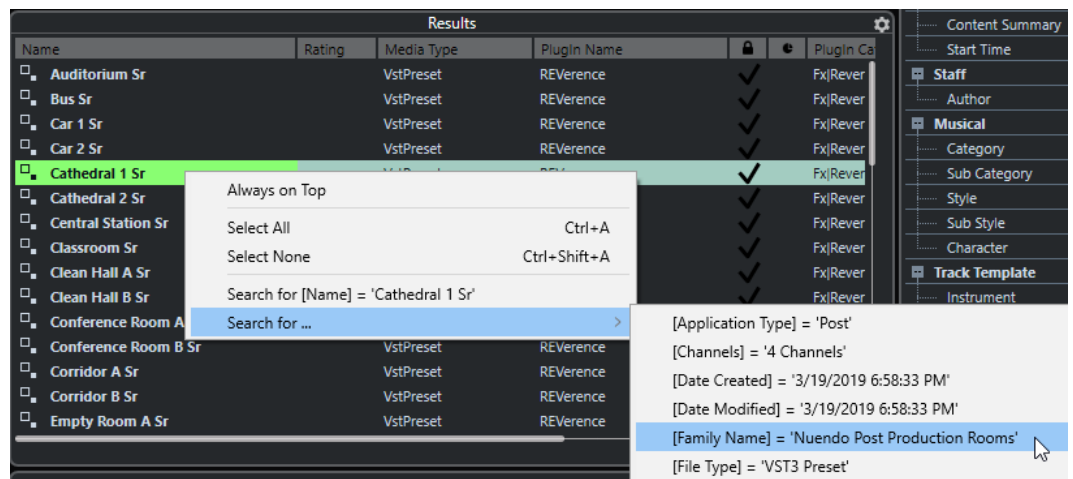 Results
Name Rating Media Type PlugIn Name PlugIn Ca
Auditorium Sr VstPreset REVerence Fx|Rever
Bus Sr VstPreset REVerence Fx|Rever
Car 1 Sr VstPreset REVerence Fx|Rever
Car 2 Sr VstPreset REVerence Fx|Rever
Cathedral 1 Sr Fx|Rever
Cathedral 2 Sr Fx|Rever
Central Station Sr Fx|Rever
Classroom Sr Fx|Rever
Clean Hall A Sr Fx|Rever
Clean Hall B Sr Fx|Rever
Conference Room A
Conference Room B Sr VstPreset REVerence
Corridor A Sr VstPreset REVerence
Corridor B Sr VstPreset REVerence
Empty Room A Sr VstPreset REVerence
Always on Top
Select All Ctrl+A
Select None Ctrl+Shift+A
Search for [Name] = 'Cathedral 1 Sr'
Search for ...
[Application Type] = 'Post'
[Channels] = '4 Channels'
[Date Created] = '3/19/2019 6:58:33 PM'
[Date Modified] = '3/19/2019 6:58:33 PM'
[Family Name] = 'Nuendo Post Production Rooms'
[File Type] = 'VST3 Preset'
Content Summary
Start Time
Staff
Author
Musical
Category
Sub Category
Style
Sub Style
Character
Track Template
Instrument